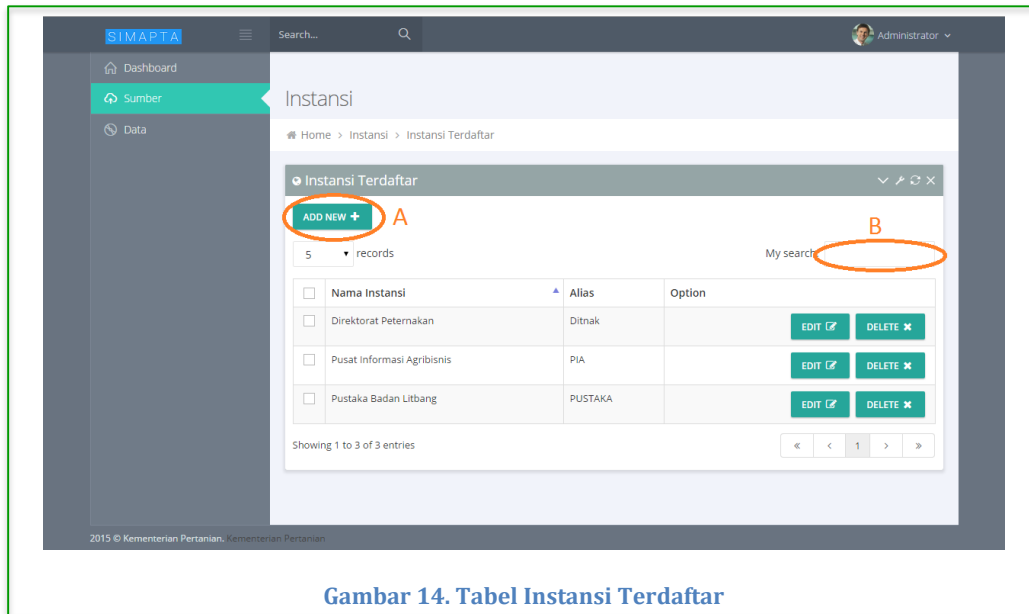 SIMAPTA Search... Administrator
Dashboard
Sumber
Instansi
Data
Home > Instansi > Instansi Terdaftar
Instansi Terdaftar
ADD NEW + A
B
5 records My search
Nama Instansi Alias Option
Direktorat Peternakan Ditnak EDIT DELETE
Pusat Informasi Agribisnis PIA EDIT DELETE
Pustaka Badan Litbang PUSTAKA EDIT DELETE
Showing 1 to 3 of 3 entries « < 1 > »
2015 © Kementerian Pertanian. Kementerian Pertanian
Gambar 14. Tabel Instansi Terdaftar